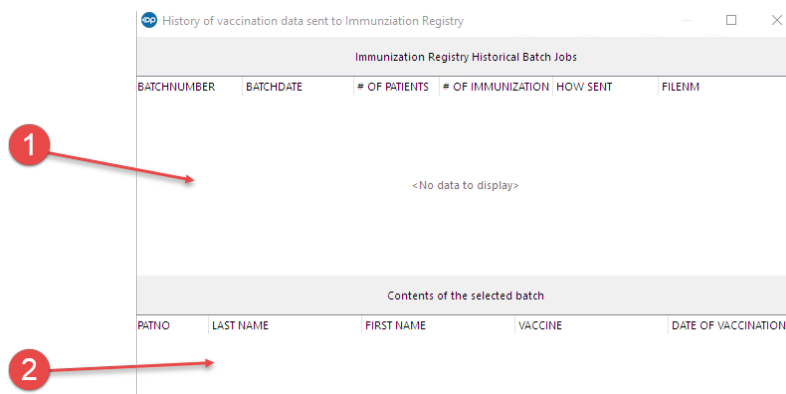 opp History of vaccination data sent to Immunziation Registry
Immunization Registry Historical Batch Jobs
BATCHNUMBER BATCHDATE # OF PATIENTS # OF IMMUNIZATION HOW SENT FILENM
1
<No data to display>
Contents of the selected batch
PATNO LAST NAME FIRST NAME VACCINE DATE OF VACCINATION
2